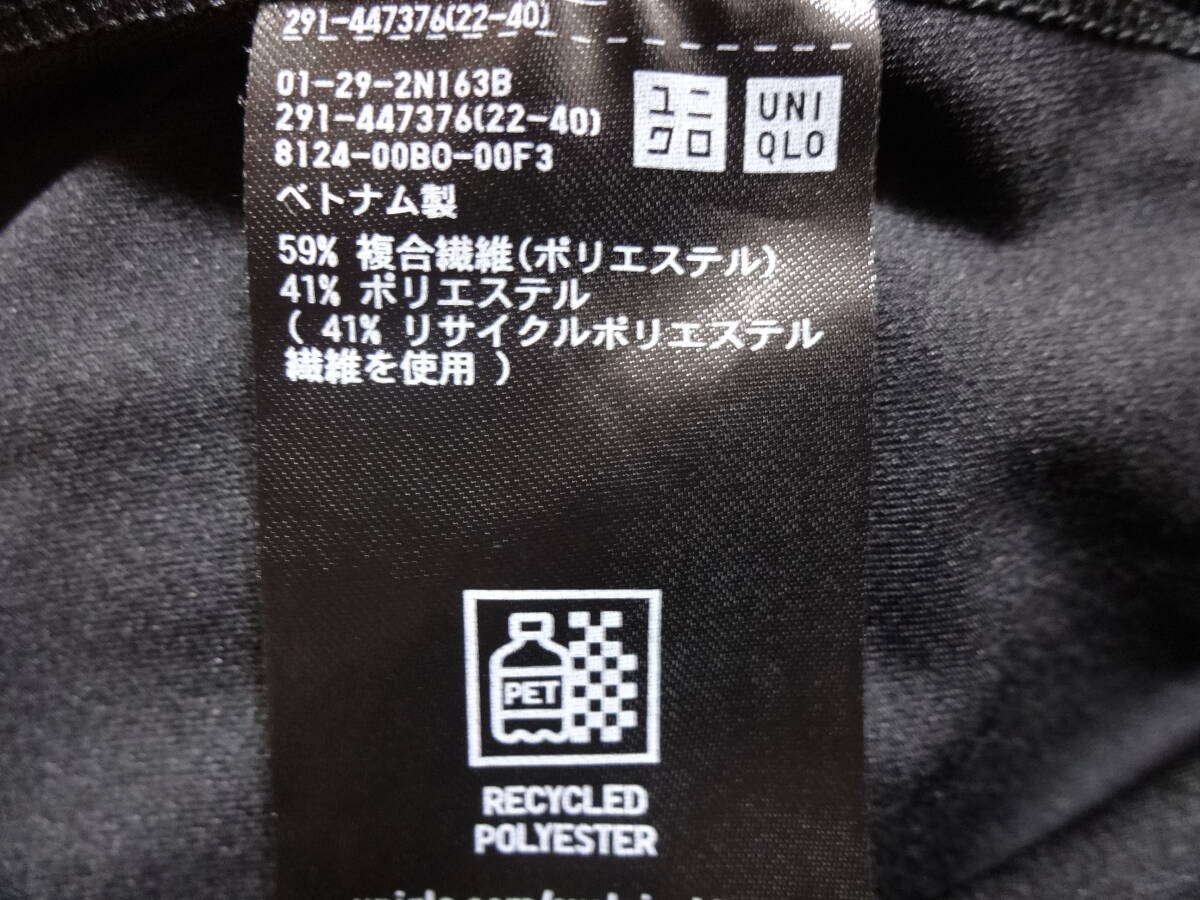 291-447376(22-40)
01-29-2N163B
291-447376(22-40)
8124-00B0-00F3
ユニ
クロ
UNI
QLO
ベトナム製
59% 複合繊維(ポリエステル)
41% ポリエステル
( 41% リサイクルポリエステル
繊維を使用 )
PET
RECYCLED
POLYESTER